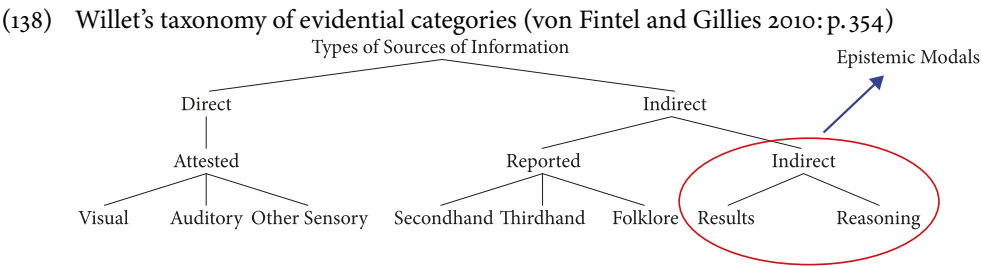 (138) Willet’s taxonomy of evidential categories (von Fintel and Gillies 2010: p. 354)
Types of Sources of Information
Epistemic Modals
Direct Indirect
Attested Reported Indirect
Visual Auditory Other Sensory Secondhand Thirdhand Folklore Results Reasoning